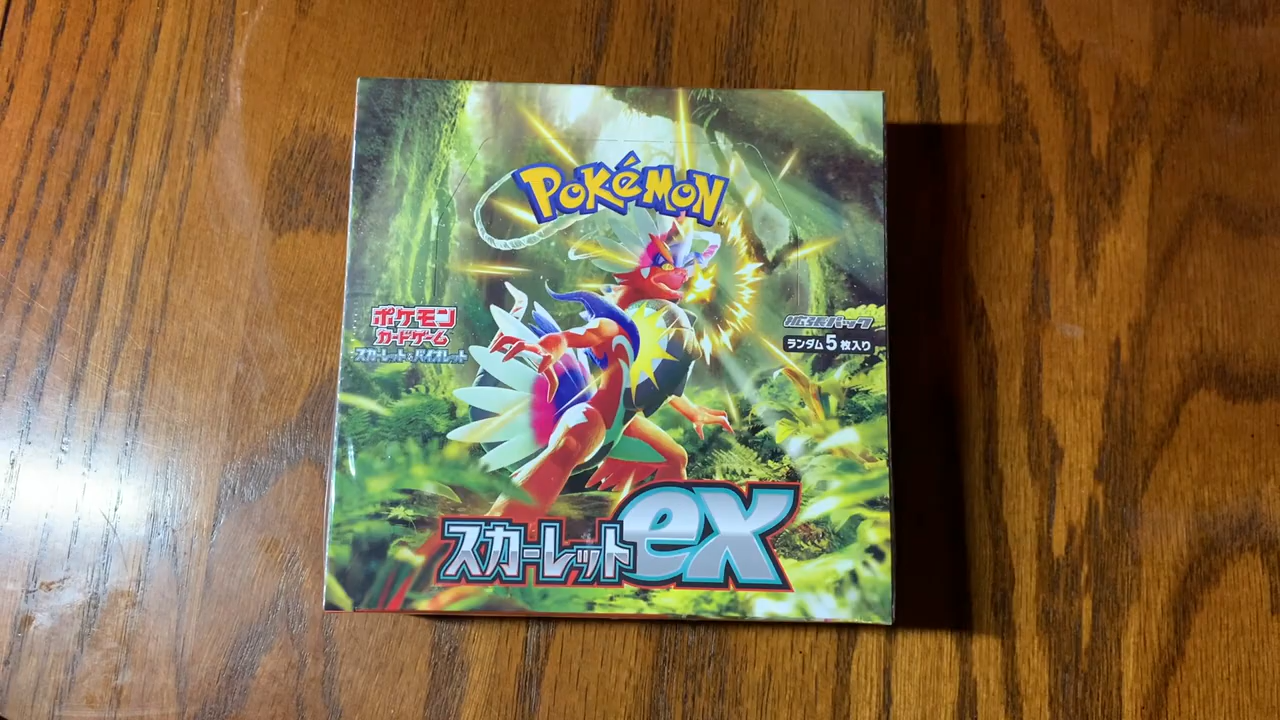 POKÉMON
ポケモン
カードゲーム
スカーレット&バイオレット
拡張パック
ランダム5枚入り
スカーレットex